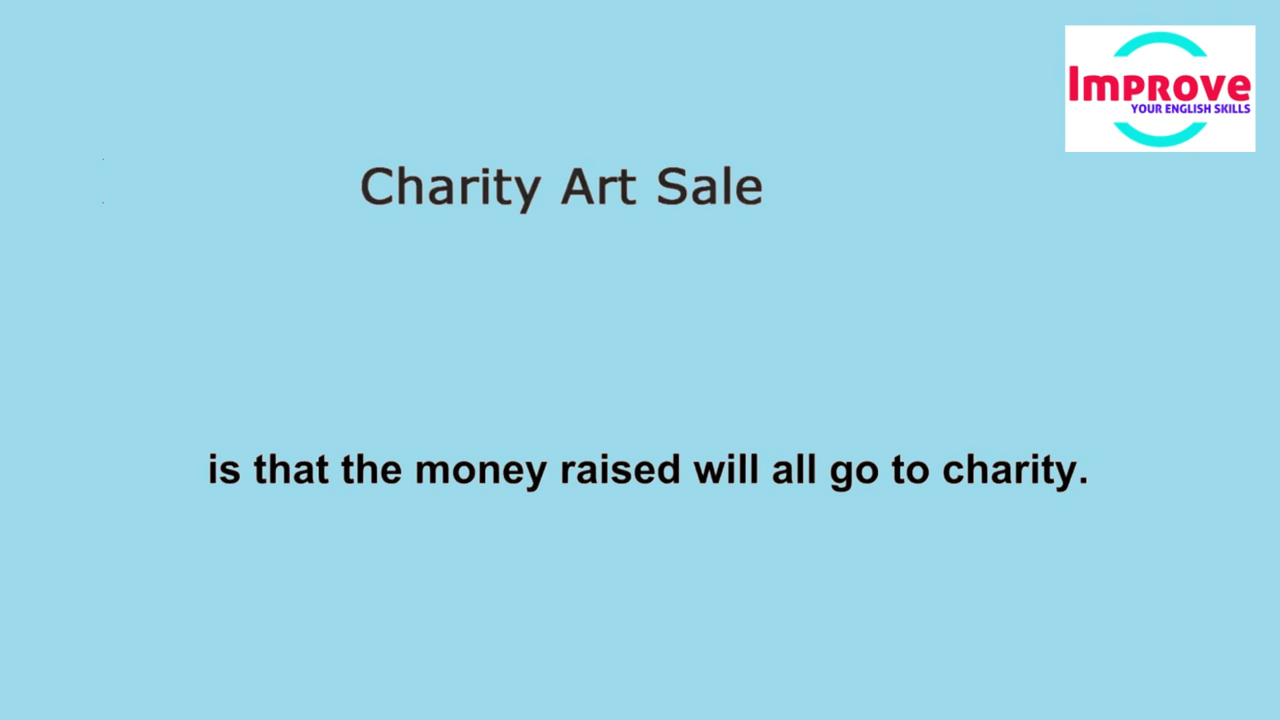 Improve
YOUR ENGLISH SKILLS
Charity Art Sale
is that the money raised will all go to charity.